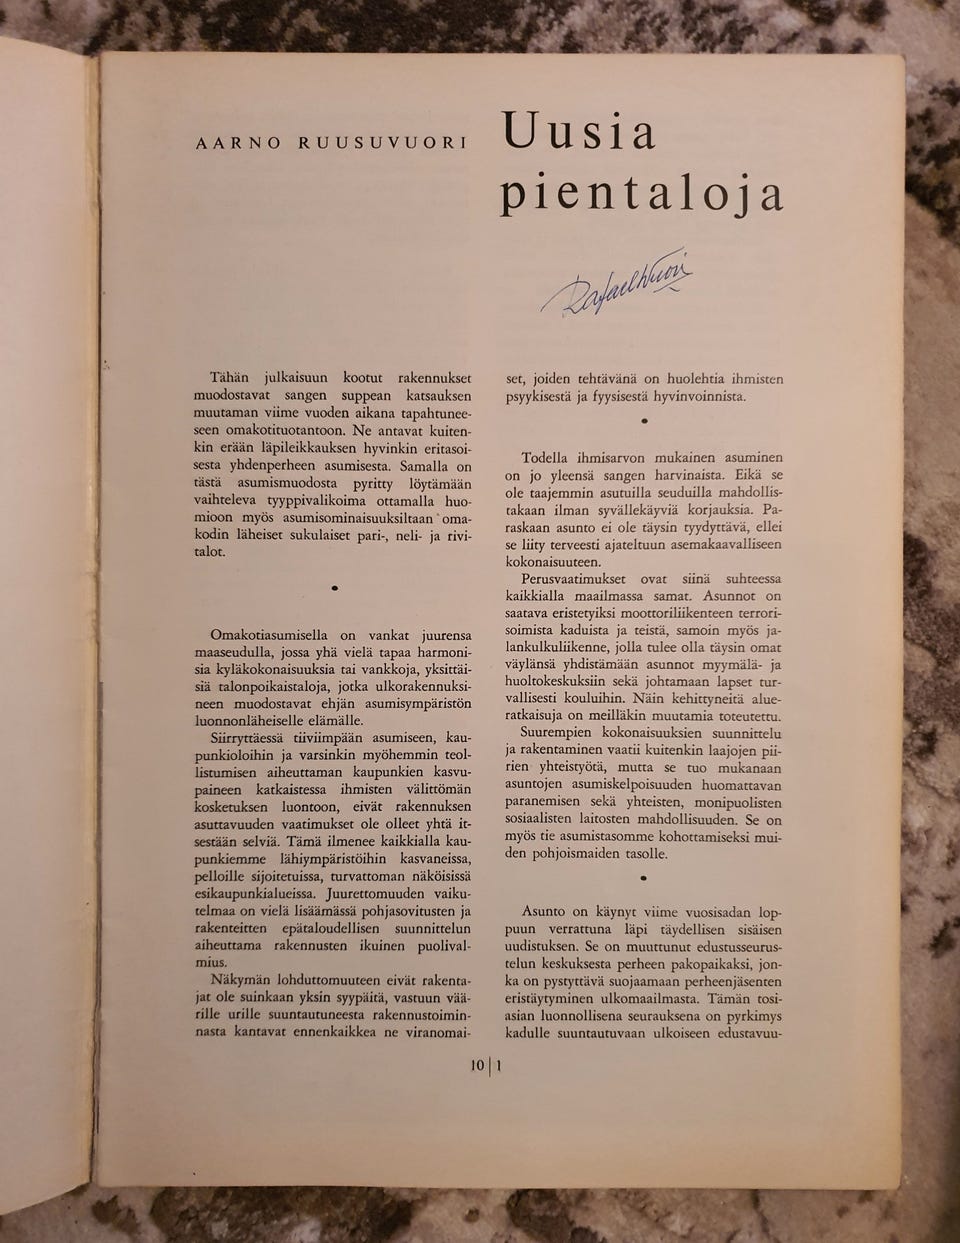 AARNO RUUSUVUORI
Uusia
pientaloja
Rafael Vuori
Tähän julkaisuun kootut rakennukset
muodostavat sangen suppean katsauksen
muutaman viime vuoden aikana tapahtunee-
seen omakotituotantoon. Ne antavat kuiten-
kin erään läpileikkauksen hyvinkin eritasoi-
sesta yhdenperheen asumisesta. Samalla on
tästä asumismuodosta pyritty löytämään
vaihteleva tyyppivalikoima ottamalla huo-
mioon myös asumisominaisuuksiltaan oma-
kodin läheiset sukulaiset pari-, neli- ja rivi-
talot.
•
Omakotiasumisella on vankat juurensa
maaseudulla, jossa yhä vielä tapaa harmoni-
sia kyläkokonaisuuksia tai vankkoja, yksittäi-
siä talonpoikaistaloja, jotka ulkorakennuksi-
neen muodostavat ehjän asumisympäristön
luonnonläheiselle elämälle.
Siirryttäessä tiiviimpään asumiseen, kau-
punkioloihin ja varsinkin myöhemmin teol-
listumisen aiheuttaman kaupunkien kasvu-
paineen katkaistessa ihmisten välittömän
kosketuksen luontoon, eivät rakennuksen
asuttavuuden vaatimukset ole olleet yhtä it-
sestään selviä. Tämä ilmenee kaikkialla kau-
punkiemme lähiympäristöihin kasvaneissa,
pelloille sijoitetuissa, turvattoman näköisissä
esikaupunkialueissa. Juurettomuuden vaiku-
telmaa on vielä lisäämässä pohjasovitusten ja
rakenteitten epätaloudellisen suunnittelun
aiheuttama rakennusten ikuinen puolival-
mius.
Näkymän lohduttomuuteen eivät rakenta-
jat ole suinkaan yksin syypäitä, vastuun vää-
rille urille suuntautuneesta rakennustoimin-
nasta kantavat ennenkaikkea ne viranomai-
set, joiden tehtävänä on huolehtia ihmisten
psyykisestä ja fyysisestä hyvinvoinnista.
•
Todella ihmisarvon mukainen asuminen
on jo yleensä sangen harvinaista. Eikä se
ole taajemmin asutuilla seuduilla mahdollis-
takaan ilman syvällekäyviä korjauksia. Pa-
raskaan asunto ei ole täysin tyydyttävä, ellei
se liity terveesti ajateltuun asemakaavalliseen
kokonaisuuteen.
Perusvaatimukset ovat siinä suhteessa
kaikkialla maailmassa samat. Asunnot on
saatava eristetyiksi moottoriliikenteen terrori-
soimista kaduista ja teistä, samoin myös ja-
lankulkuliikenne, jolla tulee olla täysin omat
väylänsä yhdistämään asunnot myymälä- ja
huoltokeskuksiin sekä johtamaan lapset tur-
vallisesti kouluihin. Näin kehittyneitä alue-
ratkaisuja on meilläkin muutamia toteutettu.
Suurempien kokonaisuuksien suunnittelu
ja rakentaminen vaatii kuitenkin laajojen pii-
rien yhteistyötä, mutta se tuo mukanaan
asuntojen asumiskelpoisuuden huomattavan
paranemisen sekä yhteisten, monipuolisten
sosiaalisten laitosten mahdollisuuden. Se on
myös tie asumistasomme kohottamiseksi mui-
den pohjoismaiden tasolle.
•
Asunto on käynyt viime vuosisadan lop-
puun verrattuna läpi täydellisen sisäisen
uudistuksen. Se on muuttunut edustusseurus-
telun keskuksesta perheen pakopaikaksi, jon-
ka on pystyttävä suojaamaan perheenjäsenten
eristäytyminen ulkomaailmasta. Tämän tosi-
asian luonnollisena seurauksena on pyrkimys
kadulle suuntautuvaan ulkoiseen edustavuu-
10 | 1